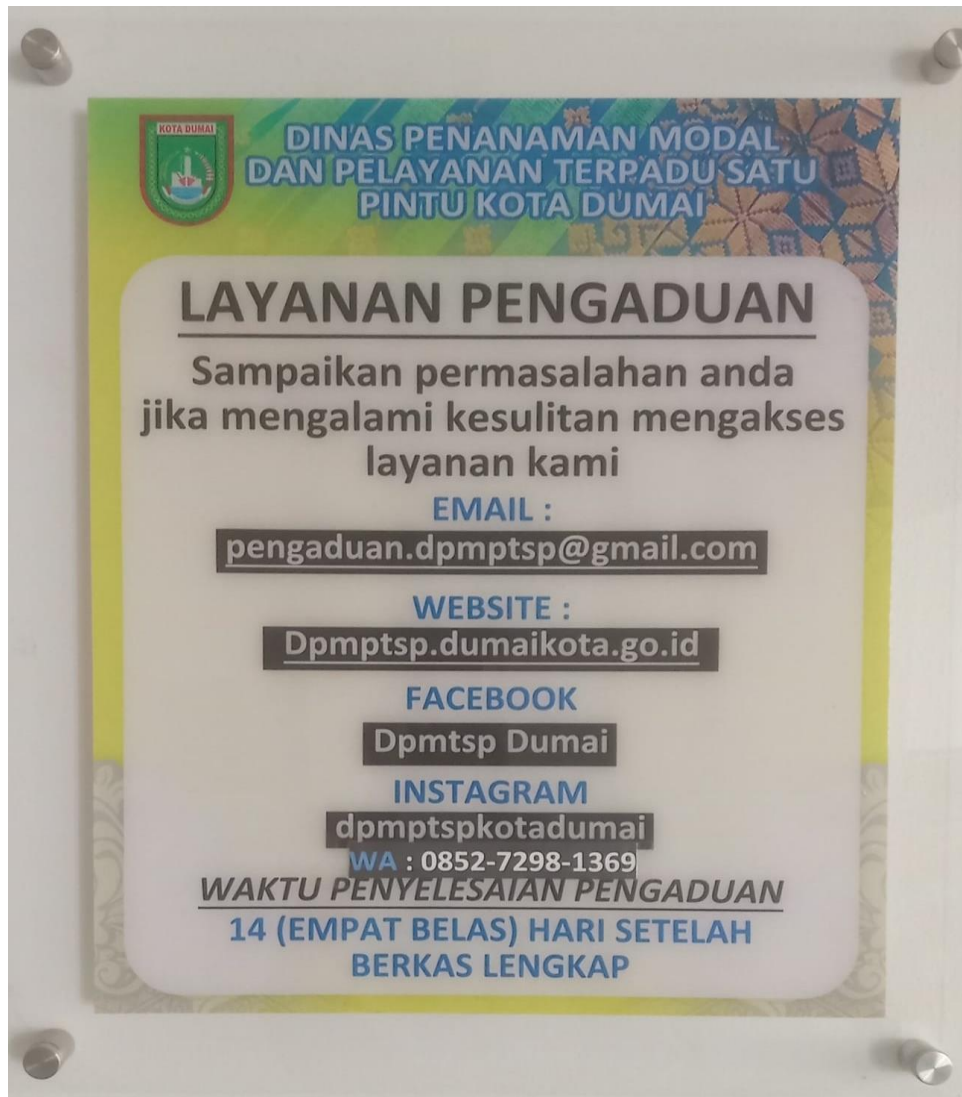 KOTA DUMAI
DINAS PENANAMAN MODAL
DAN PELAYANAN TERPADU SATU
PINTU KOTA DUMAI
LAYANAN PENGADUAN
Sampaikan permasalahan anda
jika mengalami kesulitan mengakses
layanan kami
EMAIL :
pengaduan.dpmptsp@gmail.com
WEBSITE :
Dpmptsp.dumaikota.go.id
FACEBOOK
Dpmtsp Dumai
INSTAGRAM
dpmptspkotadumai
WA : 0852-7298-1369
WAKTU PENYELESAIAN PENGADUAN
14 (EMPAT BELAS) HARI SETELAH
BERKAS LENGKAP